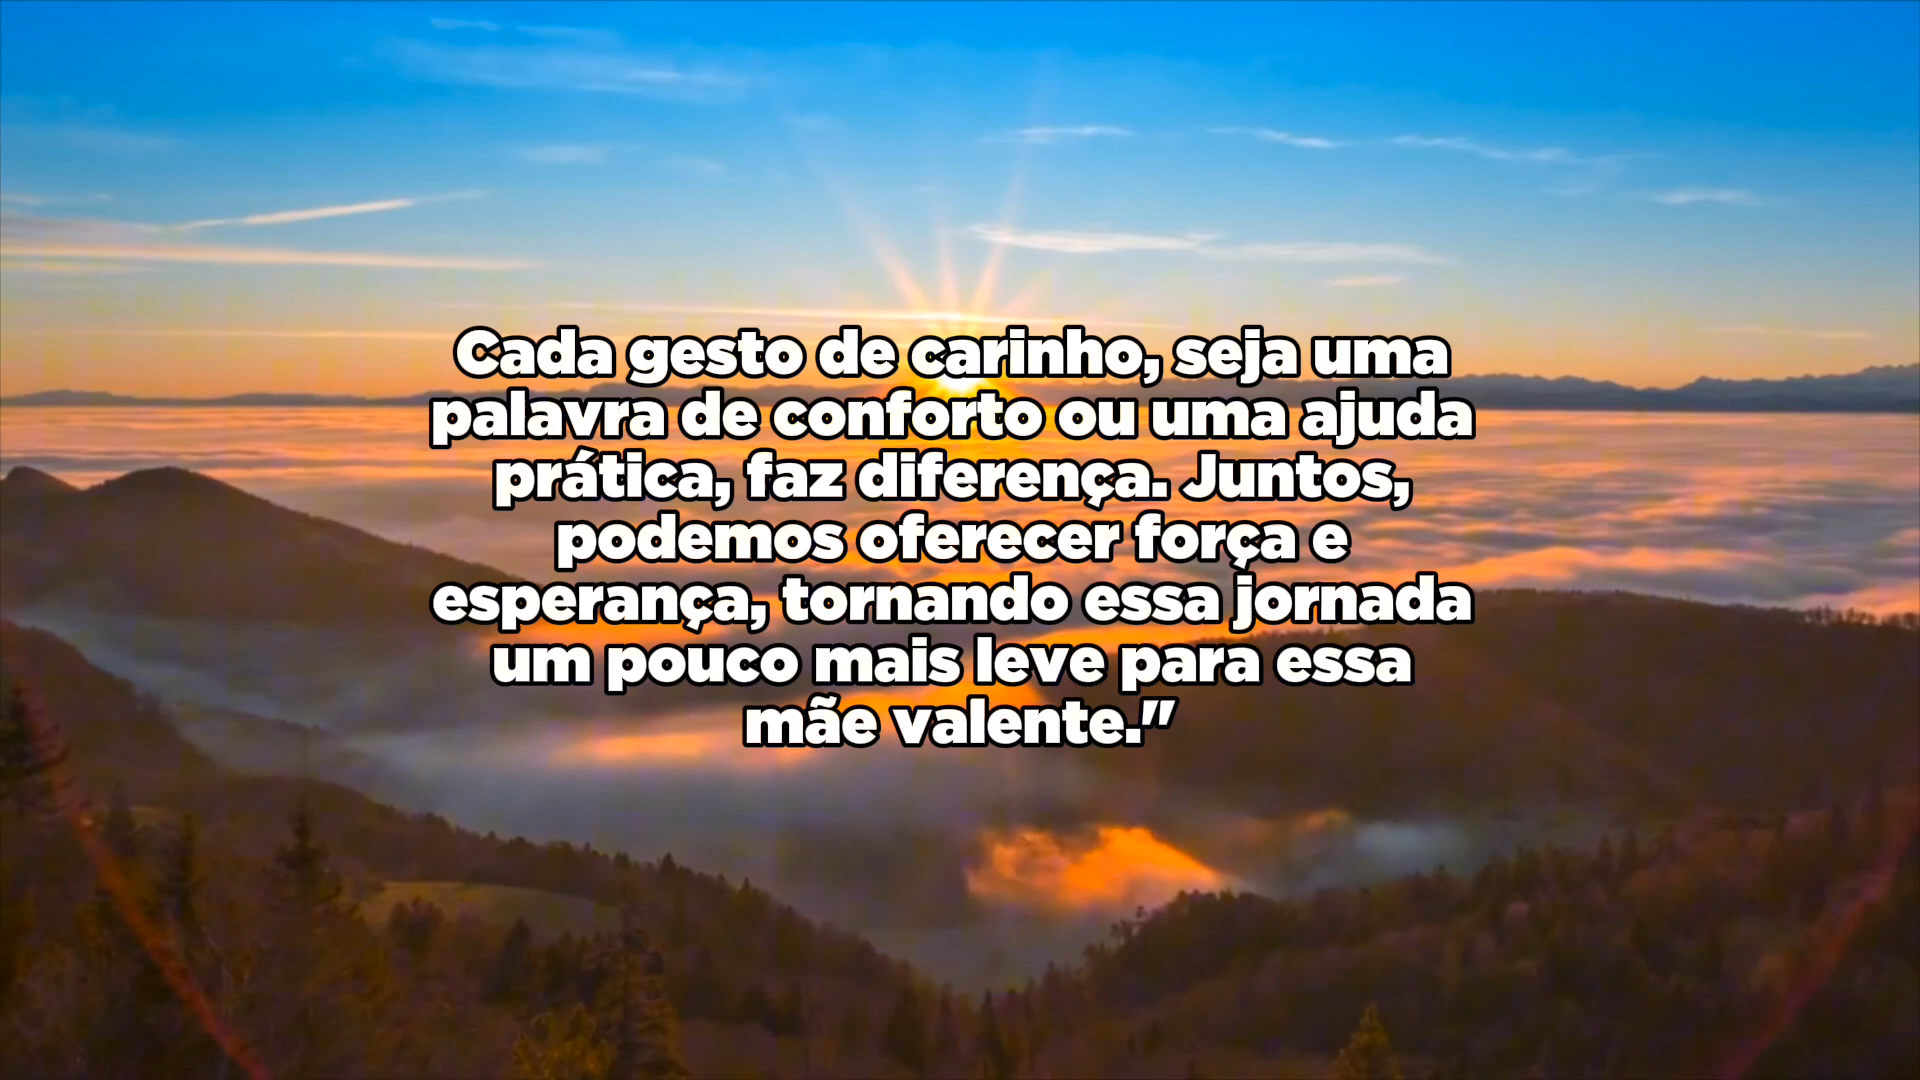 Cada gesto de carinho, seja uma
palavra de conforto ou uma ajuda
prática, faz diferença. Juntos,
podemos oferecer força e
esperança, tornando essa jornada
um pouco mais leve para essa
mãe valente."